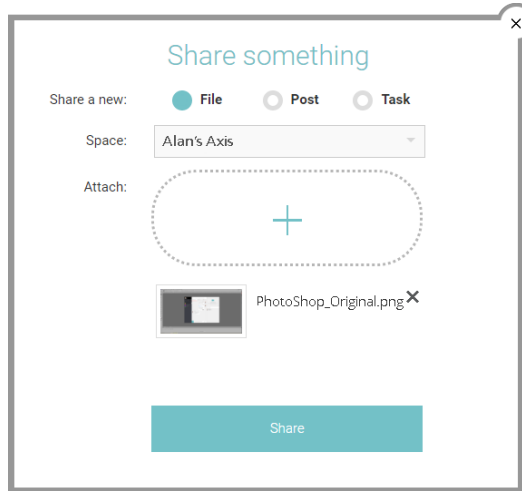 Share something
Share a new: File Post Task
Space: Alan's Axis
Attach:
PhotoShop_Original.png
Share